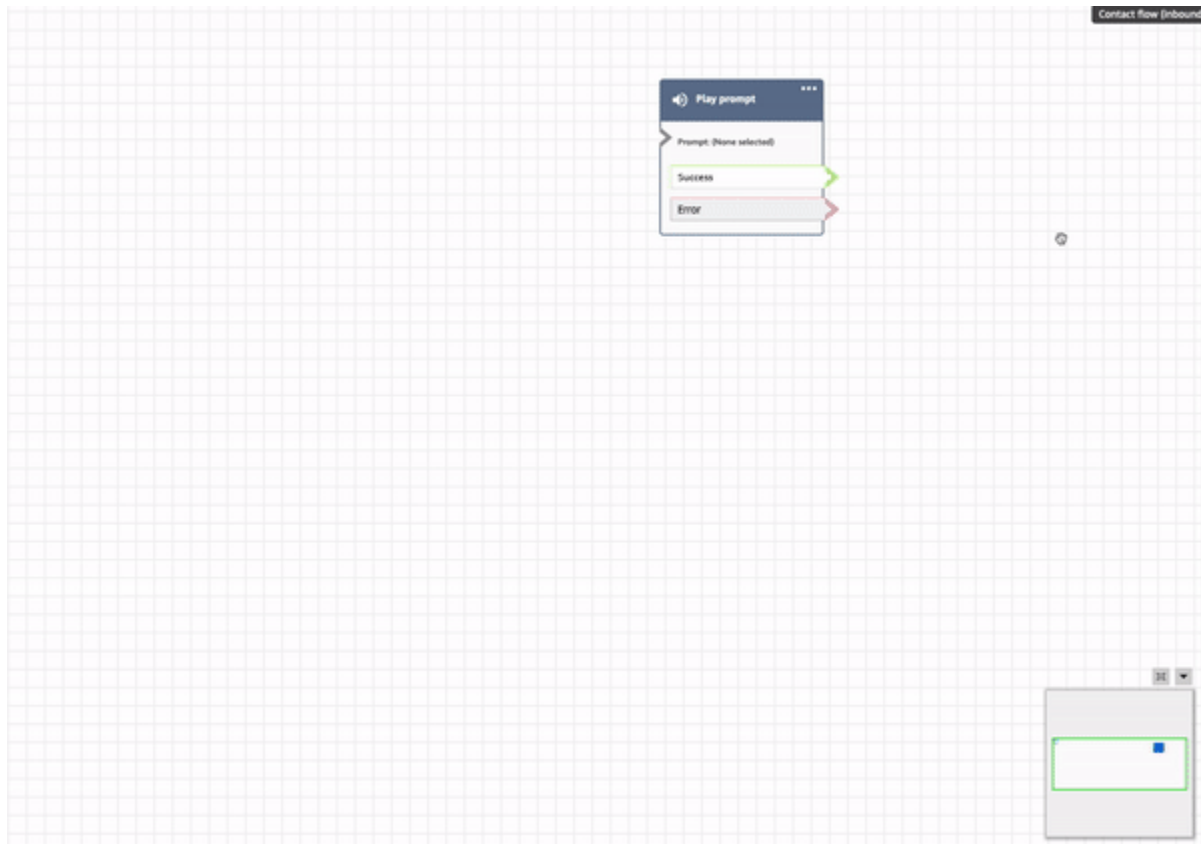 Contact flow (inbound
Play prompt
Prompt: (None selected)
Success
Error